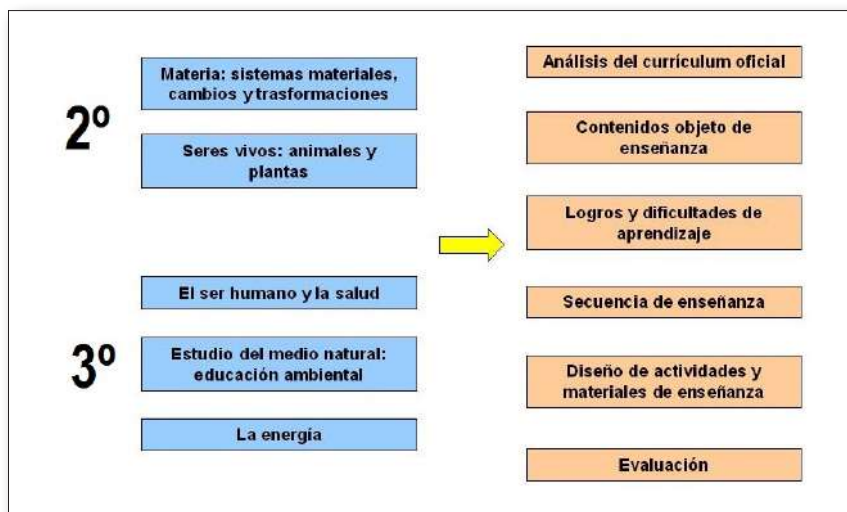 2º
Materia: sistemas materiales,
cambios y trasformaciones
Seres vivos: animales y
plantas
3º
El ser humano y la salud
Estudio del medio natural:
educación ambiental
La energía
Análisis del currículum oficial
Contenidos objeto de
enseñanza
Logros y dificultades de
aprendizaje
Secuencia de enseñanza
Diseño de actividades y
materiales de enseñanza
Evaluación